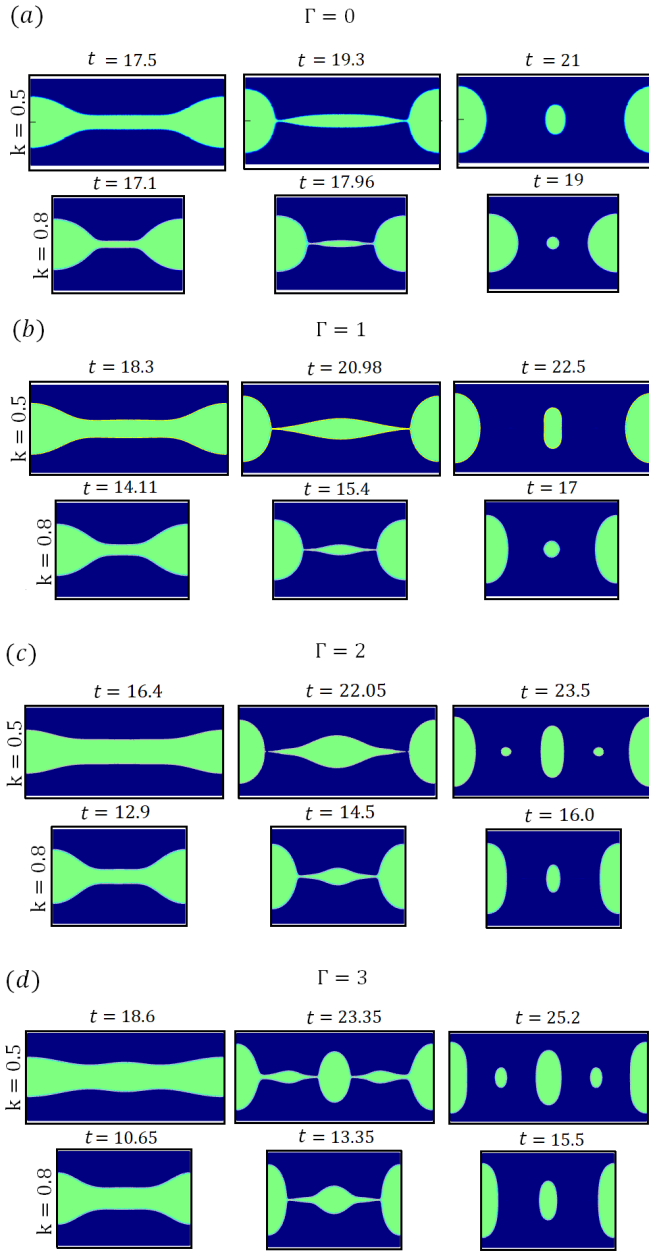 (a) Γ = 0
t = 17.5 t = 19.3 t = 21
k = 0.5
t = 17.1 t = 17.96 t = 19
k = 0.8
(b) Γ = 1
t = 18.3 t = 20.98 t = 22.5
k = 0.5
t = 14.11 t = 15.4 t = 17
k = 0.8
(c) Γ = 2
t = 16.4 t = 22.05 t = 23.5
k = 0.5
t = 12.9 t = 14.5 t = 16.0
k = 0.8
(d) Γ = 3
t = 18.6 t = 23.35 t = 25.2
k = 0.5
t = 10.65 t = 13.35 t = 15.5
k = 0.8